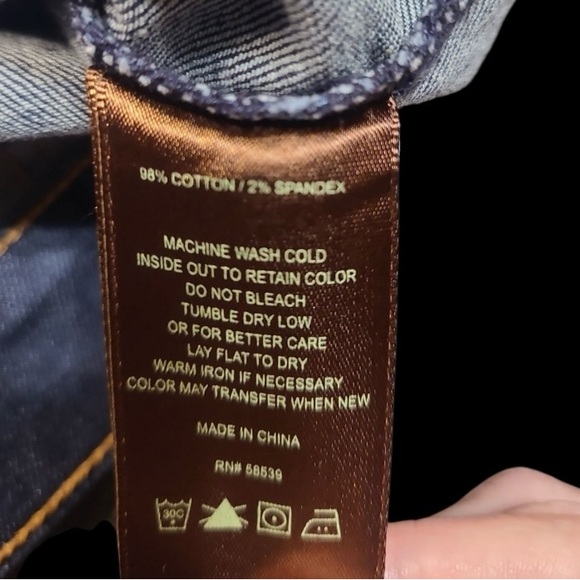 98% COTTON / 2% SPANDEX
MACHINE WASH COLD
INSIDE OUT TO RETAIN COLOR
DO NOT BLEACH
TUMBLE DRY LOW
OR FOR BETTER CARE
LAY FLAT TO DRY
WARM IRON IF NECESSARY
COLOR MAY TRANSFER WHEN NEW
MADE IN CHINA
RN# 58539
30C